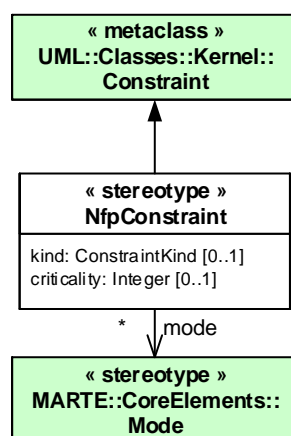 « metaclass »
UML::Classes::Kernel::
Constraint
« stereotype »
NfpConstraint
kind: ConstraintKind [0..1]
criticality: Integer [0..1]
* mode
« stereotype »
MARTE::CoreElements::
Mode